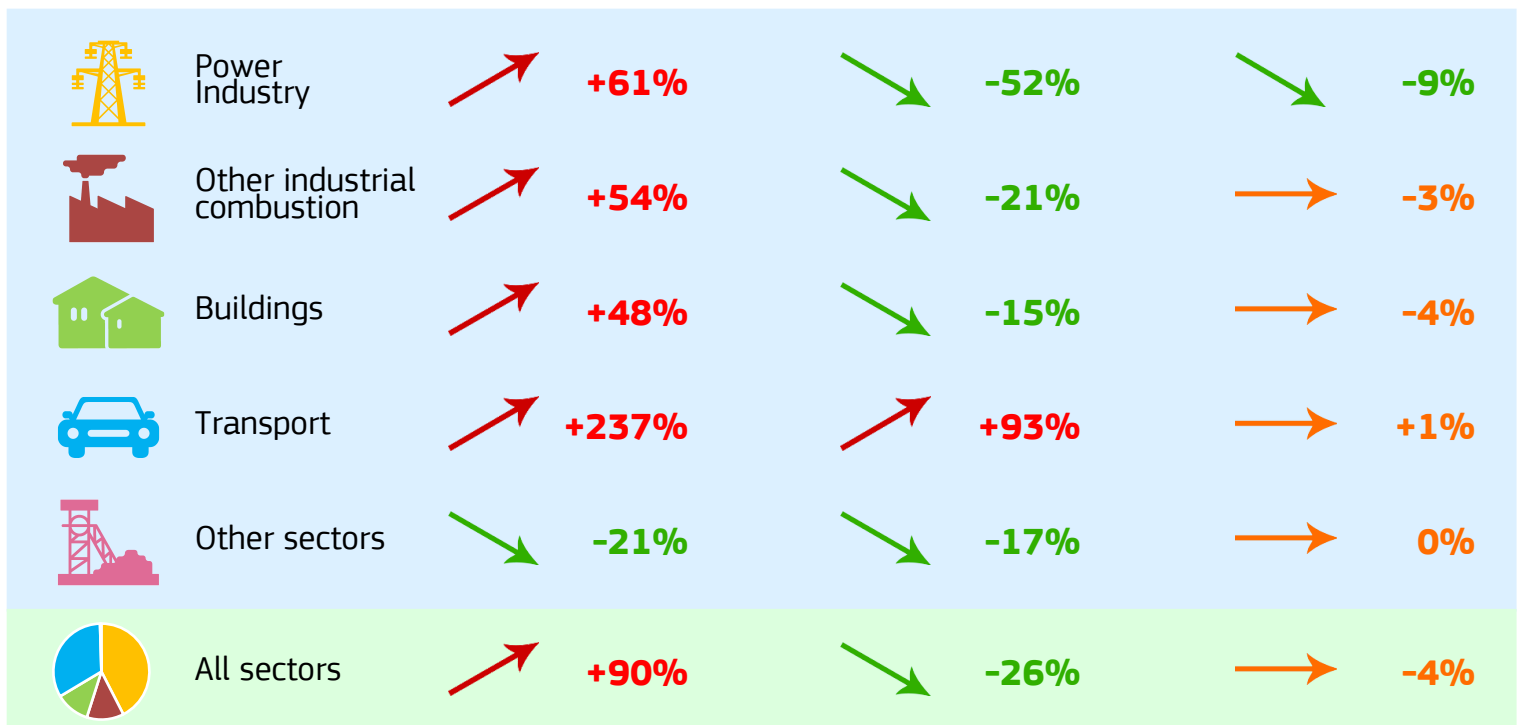 Power
Industry
+61%
-52%
-9%
Other industrial
combustion
+54%
-21%
-3%
Buildings
+48%
-15%
-4%
Transport
+237%
+93%
+1%
Other sectors
-21%
-17%
0%
All sectors
+90%
-26%
-4%